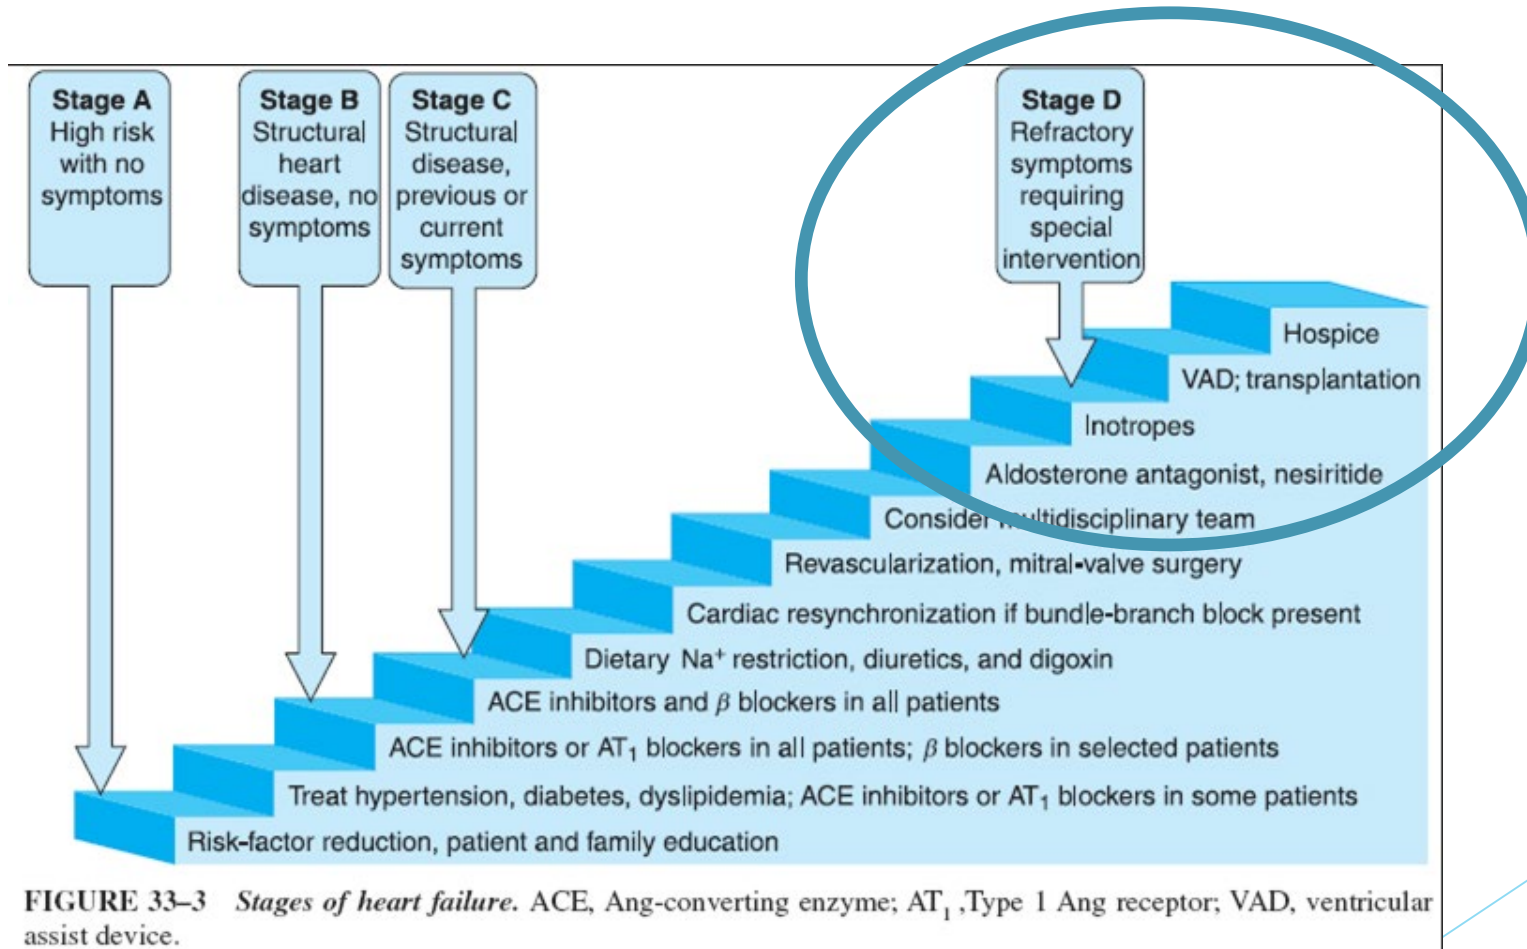 Stage A
High risk
with no
symptoms
Stage B
Structural
heart
disease, no
symptoms
Stage C
Structural
disease,
previous or
current
symptoms
Stage D
Refractory
symptoms
requiring
special
intervention
Hospice
VAD; transplantation
Inotropes
Aldosterone antagonist, nesiritide
Consider multidisciplinary team
Revascularization, mitral-valve surgery
Cardiac resynchronization if bundle-branch block present
Dietary Na⁺ restriction, diuretics, and digoxin
ACE inhibitors and β blockers in all patients
ACE inhibitors or AT₁ blockers in all patients; β blockers in selected patients
Treat hypertension, diabetes, dyslipidemia; ACE inhibitors or AT₁ blockers in some patients
Risk-factor reduction, patient and family education
FIGURE 33–3 Stages of heart failure. ACE, Ang-converting enzyme; AT₁ ,Type 1 Ang receptor; VAD, ventricular
assist device.